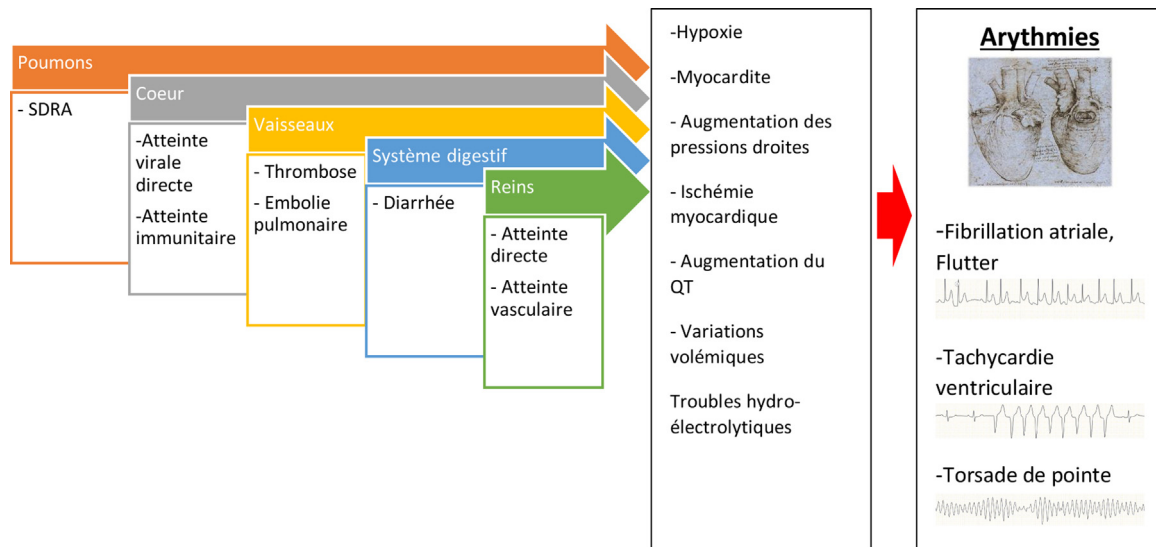 Poumons
- SDRA
Coeur
-Atteinte
virale
directe
-Atteinte
immunitaire
Vaisseaux
- Thrombose
- Embolie
pulmonaire
Système digestif
- Diarrhée
Reins
- Atteinte
directe
- Atteinte
vasculaire
-Hypoxie
-Myocardite
- Augmentation des
pressions droites
- Ischémie
myocardique
- Augmentation du
QT
- Variations
volémiques
Troubles hydro-
électrolytiques
Arythmies
-Fibrillation atriale,
Flutter
-Tachycardie
ventriculaire
-Torsade de pointe